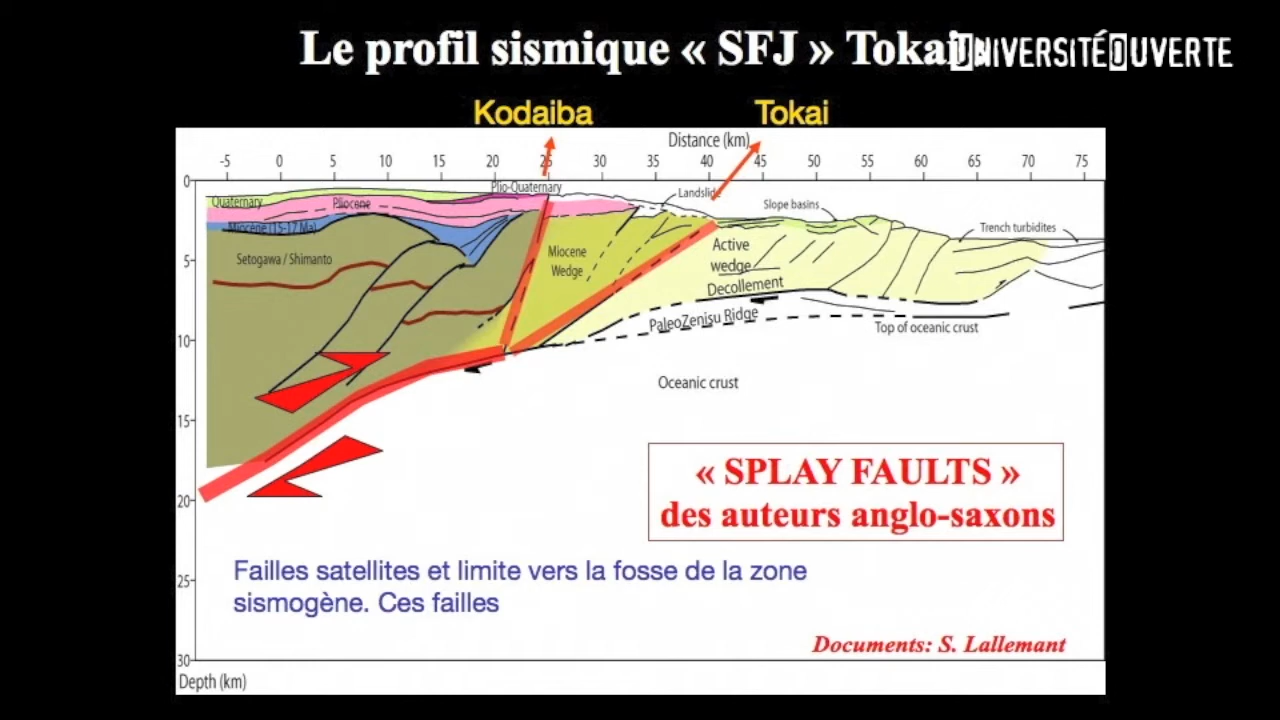 Le profil sismique « SFJ » Tokai
UNIVERSITÉOUVERTE
Kodaiba
Tokai
Distance (km)
-5 0 5 10 15 20 25 30 35 40 45 50 55 60 65 70 75
0
Plio-Quaternary
Landslide
Quaternary
Pliocene
Slope basins
Miocene (15-17 Ma)
Trench turbidites
Setogawa / Shimanto
Miocene
Wedge
Active
wedge
5
Decollement
PaleoZenisu Ridge
Top of oceanic crust
10
Oceanic crust
15
« SPLAY FAULTS »
des auteurs anglo-saxons
20
Failles satellites et limite vers la fosse de la zone
sismogène. Ces failles
25
Documents: S. Lallemant
30
Depth (km)